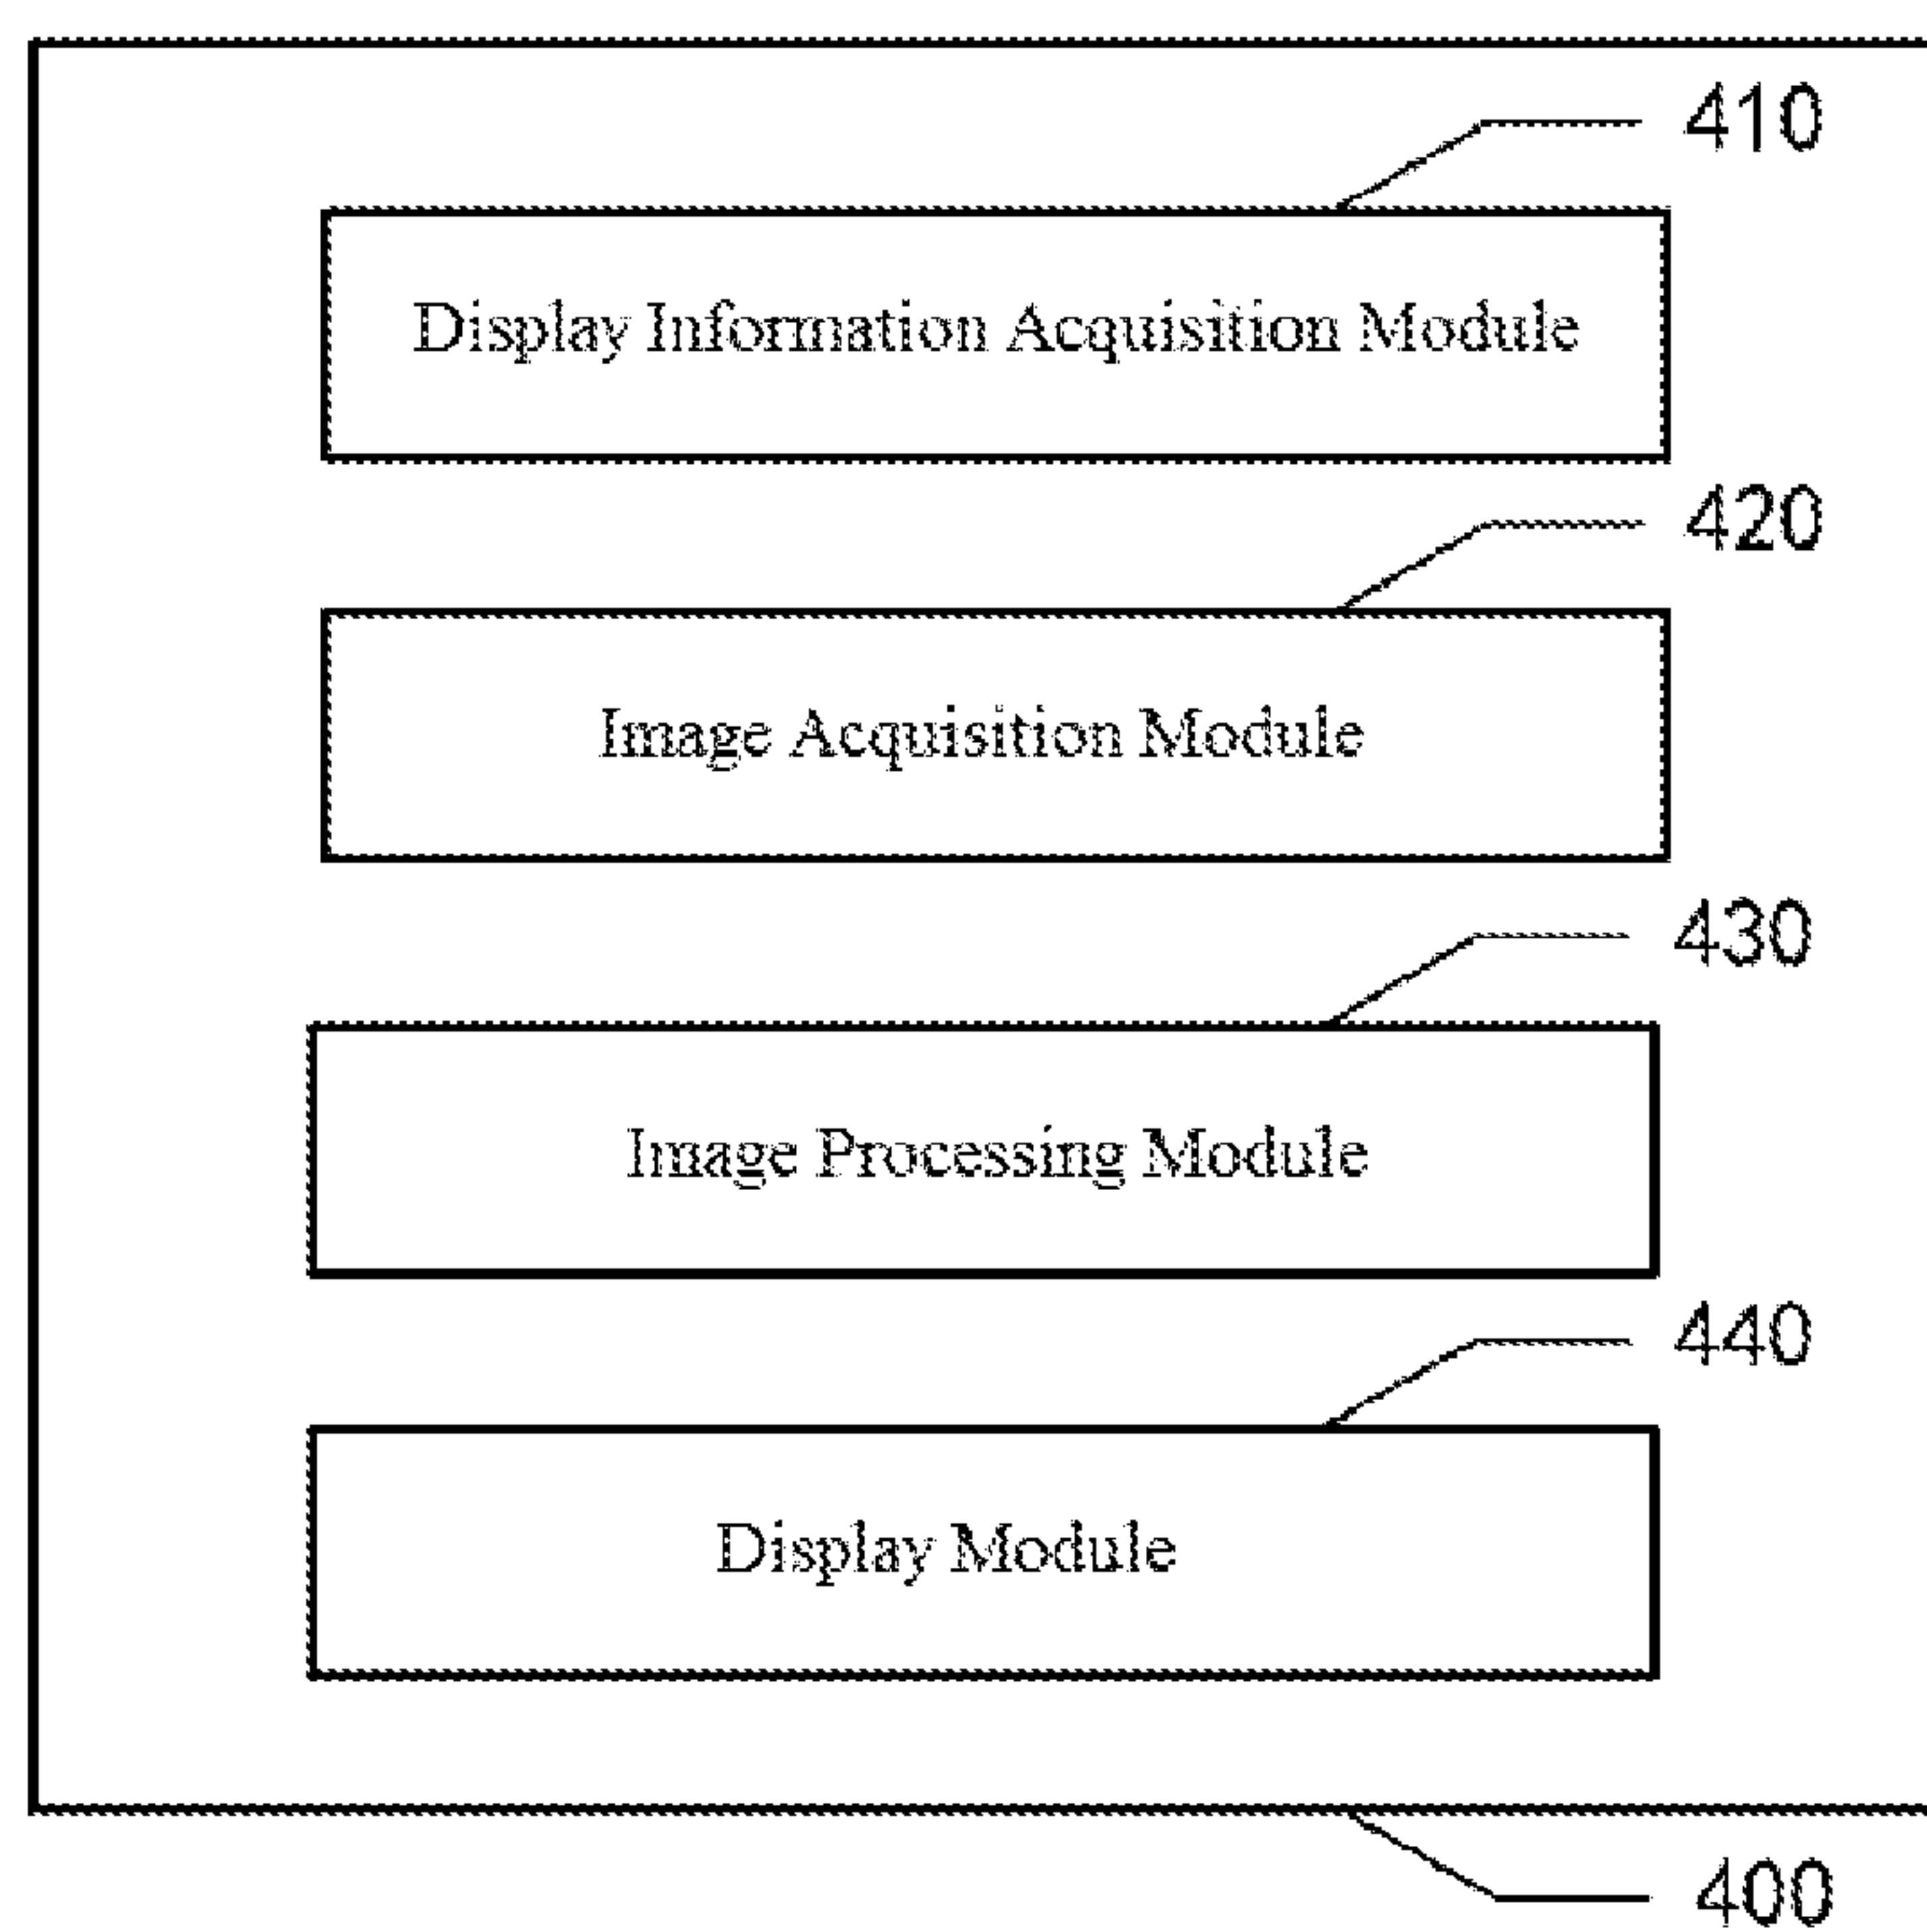 410
Display Information Acquisition Module
420
Image Acquisition Module
430
Image Processing Module
440
Display Module
400